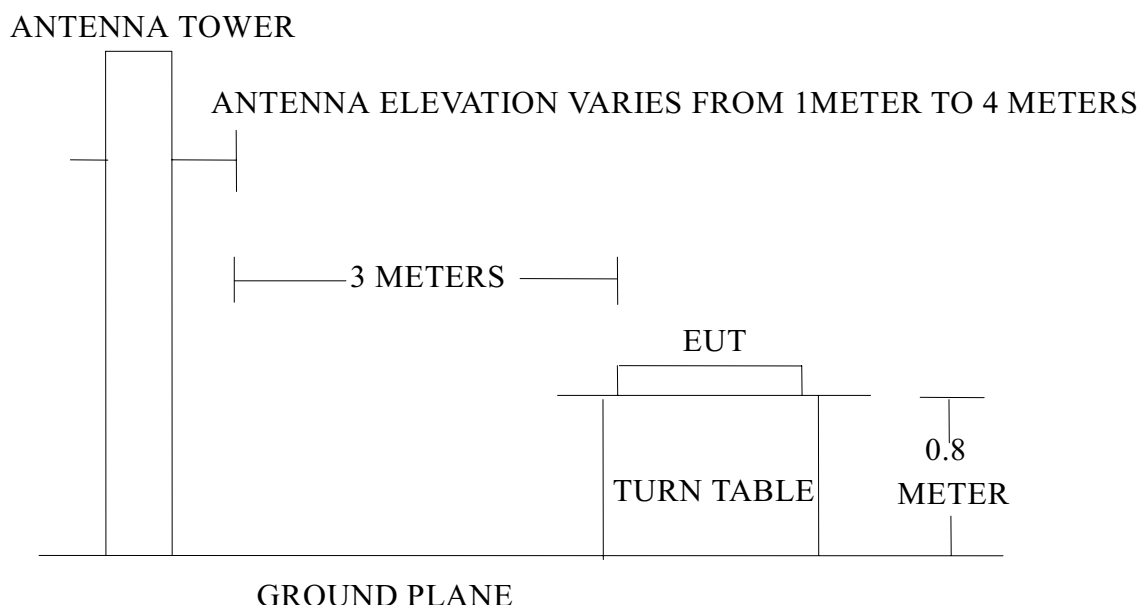 ANTENNA TOWER
ANTENNA ELEVATION VARIES FROM 1METER TO 4 METERS
3 METERS
EUT
0.8
METER
TURN TABLE
GROUND PLANE